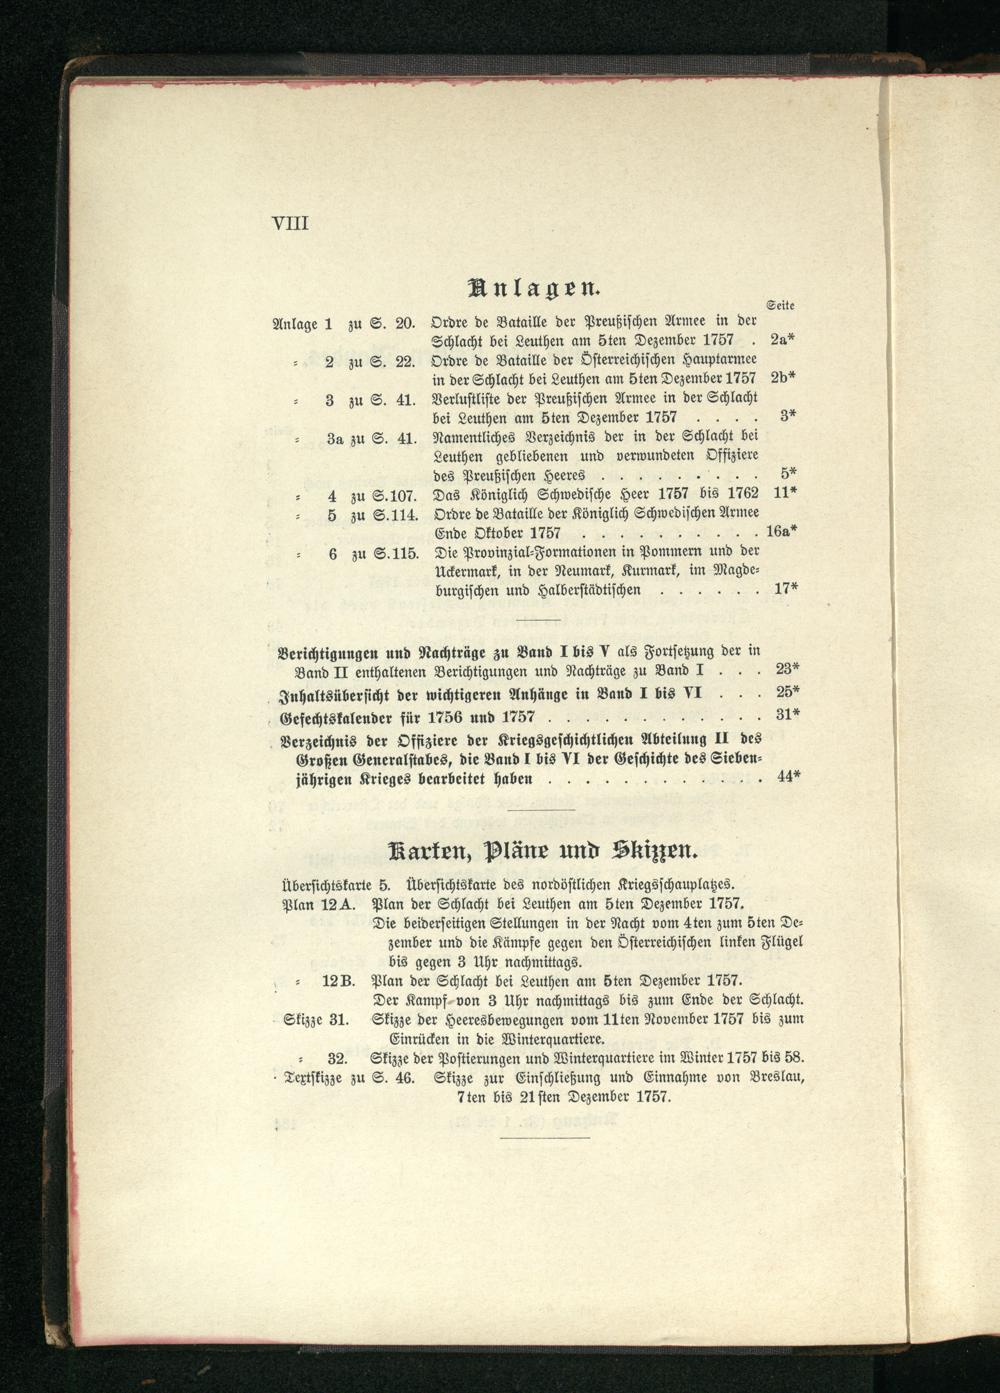 VIII
Anlagen.
Seite
Anlage 1 zu S. 20. Ordre de Bataille der Preußischen Armee in der
Schlacht bei Leuthen am 5ten Dezember 1757 . 2a*
= 2 zu S. 22. Ordre de Bataille der Österreichischen Hauptarmee
in der Schlacht bei Leuthen am 5ten Dezember 1757 2b*
= 3 zu S. 41. Verlustliste der Preußischen Armee in der Schlacht
bei Leuthen am 5ten Dezember 1757 . . . . 3*
= 3a zu S. 41. Namentliches Verzeichnis der in der Schlacht bei
Leuthen gebliebenen und verwundeten Offiziere
des Preußischen Heeres . . . . . . . . 5*
= 4 zu S.107. Das Königlich Schwedische Heer 1757 bis 1762 11*
= 5 zu S.114. Ordre de Bataille der Königlich Schwedischen Armee
Ende Oktober 1757 . . . . . . . . . 16a*
= 6 zu S.115. Die Provinzial-Formationen in Pommern und der
Uckermark, in der Neumark, Kurmark, im Magde=
burgischen und Halberstädtischen . . . . . . 17*
Berichtigungen und Nachträge zu Band I bis V als Fortsetzung der in
Band II enthaltenen Berichtigungen und Nachträge zu Band I . . . 23*
Inhaltsübersicht der wichtigeren Anhänge in Band I bis VI . . . 25*
Gefechtskalender für 1756 und 1757 . . . . . . . . . . . . 31*
Verzeichnis der Offiziere der Kriegsgeschichtlichen Abteilung II des
Großen Generalstabes, die Band I bis VI der Geschichte des Sieben=
jährigen Krieges bearbeitet haben . . . . . . . . . . . . 44*
Karten, Pläne und Skizzen.
Übersichtskarte 5. Übersichtskarte des nordöstlichen Kriegsschauplatzes.
Plan 12A. Plan der Schlacht bei Leuthen am 5ten Dezember 1757.
Die beiderseitigen Stellungen in der Nacht vom 4ten zum 5ten De=
zember und die Kämpfe gegen den Österreichischen linken Flügel
bis gegen 3 Uhr nachmittags.
= 12B. Plan der Schlacht bei Leuthen am 5ten Dezember 1757.
Der Kampf von 3 Uhr nachmittags bis zum Ende der Schlacht.
Skizze 31. Skizze der Heeresbewegungen vom 11ten November 1757 bis zum
Einrücken in die Winterquartiere.
= 32. Skizze der Postierungen und Winterquartiere im Winter 1757 bis 58.
Textskizze zu S. 46. Skizze zur Einschließung und Einnahme von Breslau,
7ten bis 21sten Dezember 1757.